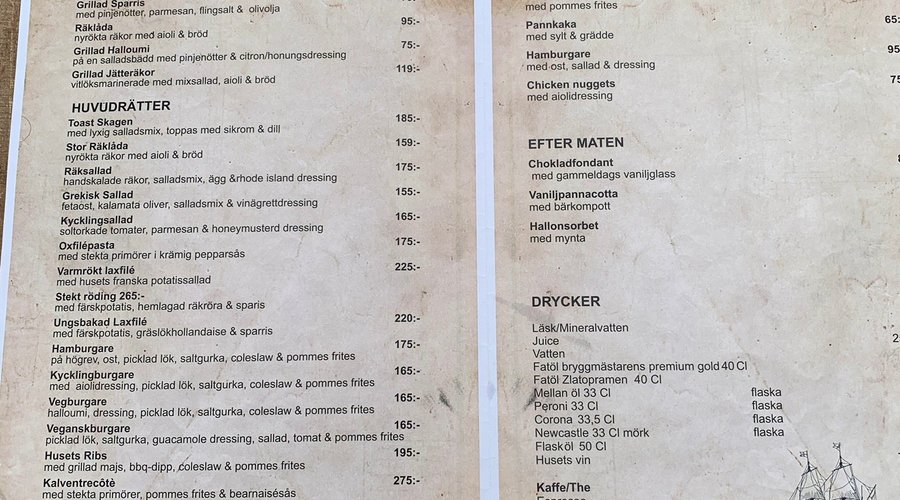 Grillad Sparris
med pinjenötter, parmesan, flingsalt & olivolja
Räklåda 95:-
nyrökta räkor med aioli & bröd
Grillad Halloumi 75:-
på en salladsbädd med pinjenötter & citron/honungsdressing
Grillad Jätteräkor 119:-
vitlöksmarinerade med mixsallad, aioli & bröd
HUVUDRÄTTER
Toast Skagen 185:-
med lyxig salladsmix, toppas med sikrom & dill
Stor Räklåda 159:-
nyrökta räkor med aioli & bröd
Räksallad 175:-
handskalade räkor, salladsmix, ägg &rhode island dressing
Grekisk Sallad 155:-
fetaost, kalamata oliver, salladsmix & vinägrettdressing
Kycklingsallad 165:-
soltorkade tomater, parmesan & honeymusterd dressing
Oxfilépasta 175:-
med stekta primörer i krämig pepparsås
Varmrökt laxfilé 225:-
med husets franska potatissallad
Stekt röding 265:-
med färskpotatis, hemlagad räkröra & sparis
Ungsbakad Laxfilé 220:-
med färskpotatis, gräslökhollandaise & sparris
Hamburgare 175:-
på högrev, ost, picklad lök, saltgurka, coleslaw & pommes frites
Kycklingburgare 165:-
med aiolidressing, picklad lök, saltgurka, coleslaw & pommes frites
Vegburgare 165:-
halloumi, dressing, picklad lök, saltgurka, coleslaw & pommes frites
Veganskburgare 165:-
picklad lök, saltgurka, guacamole dressing, sallad, tomat & pommes frites
Husets Ribs 195:-
med grillad majs, bbq-dipp, coleslaw & pommes frites
Kalventrecôtè 275:-
med stekta primörer, pommes frites & bearnaisésås
med pommes frites
Pannkaka 65:
med sylt & grädde
Hamburgare 95
med ost, sallad & dressing
Chicken nuggets 75
med aiolidressing
EFTER MATEN
Chokladfondant
med gammeldags vaniljglass
Vaniljpannacotta
med bärkompott
Hallonsorbet
med mynta
DRYCKER
Läsk/Mineralvatten
Juice
Vatten
Fatöl bryggmästarens premium gold 40 Cl
Fatöl Zlatopramen 40 Cl
Mellan öl 33 Cl flaska
Peroni 33 Cl flaska
Corona 33,5 Cl flaska
Newcastle 33 Cl mörk flaska
Flasköl 50 Cl
Husets vin
Kaffe/The
Espresso